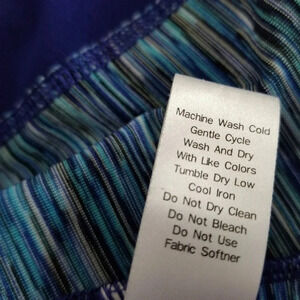 Machine Wash Cold
Gentle Cycle
Wash And Dry
With Like Colors
Tumble Dry Low
Cool Iron
Do Not Dry Clean
Do Not Bleach
Do Not Use
Fabric Softner